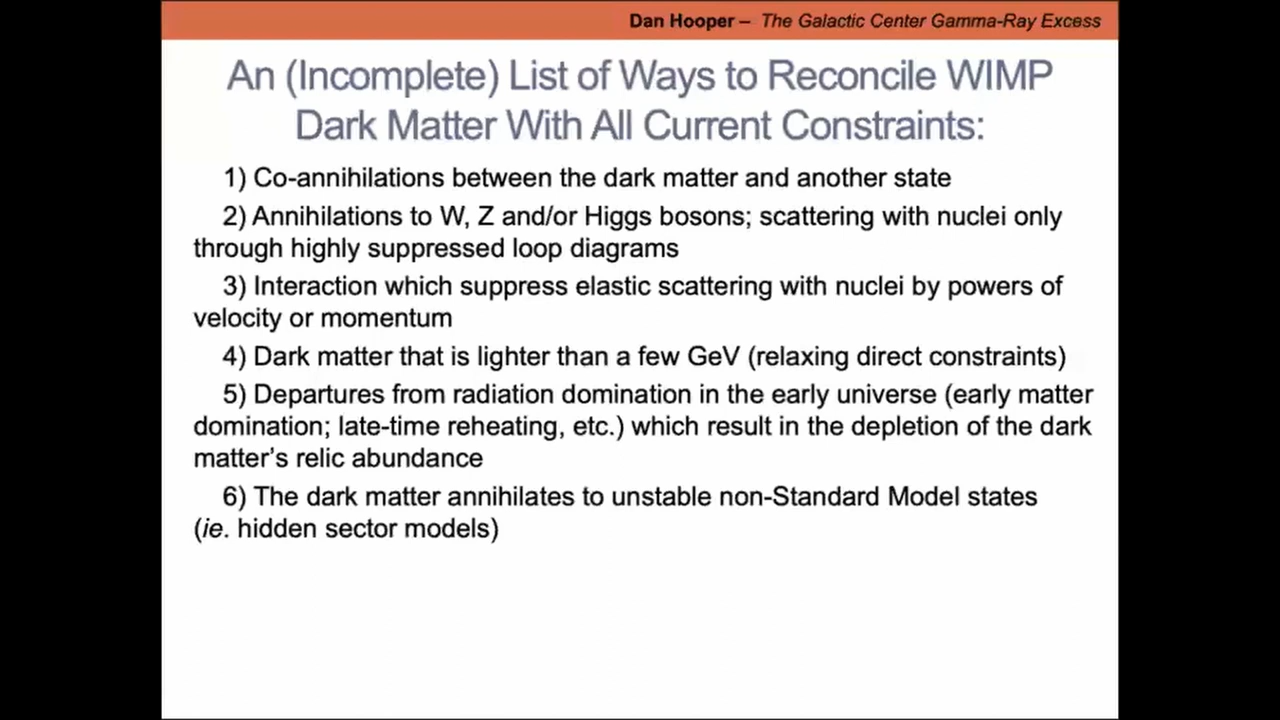 Dan Hooper – The Galactic Center Gamma-Ray Excess
An (Incomplete) List of Ways to Reconcile WIMP
Dark Matter With All Current Constraints:
1) Co-annihilations between the dark matter and another state
2) Annihilations to W, Z and/or Higgs bosons; scattering with nuclei only
through highly suppressed loop diagrams
3) Interaction which suppress elastic scattering with nuclei by powers of
velocity or momentum
4) Dark matter that is lighter than a few GeV (relaxing direct constraints)
5) Departures from radiation domination in the early universe (early matter
domination; late-time reheating, etc.) which result in the depletion of the dark
matter’s relic abundance
6) The dark matter annihilates to unstable non-Standard Model states
(ie. hidden sector models)